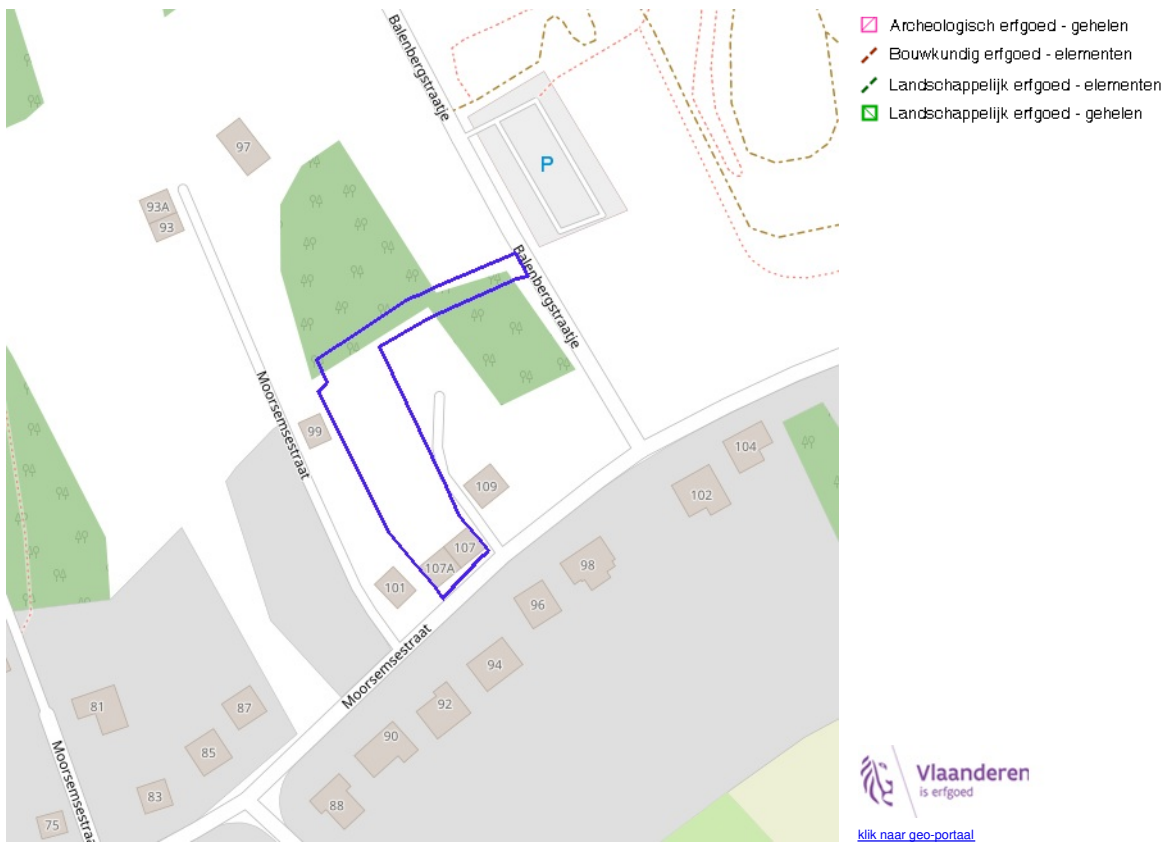 Balenbergstraatje
97
93A
93
P
Balenbergstraatje
Moorsemsestraat
99
109
104
102
107
107A
101
98
96
94
92
90
88
Moorsemsestraat
81
87
85
83
75
Moorsemsestraat
Archeologisch erfgoed - gehelen
Bouwkundig erfgoed - elementen
Landschappelijk erfgoed - elementen
Landschappelijk erfgoed - gehelen
Vlaanderen
is erfgoed
klik naar geo-portaal